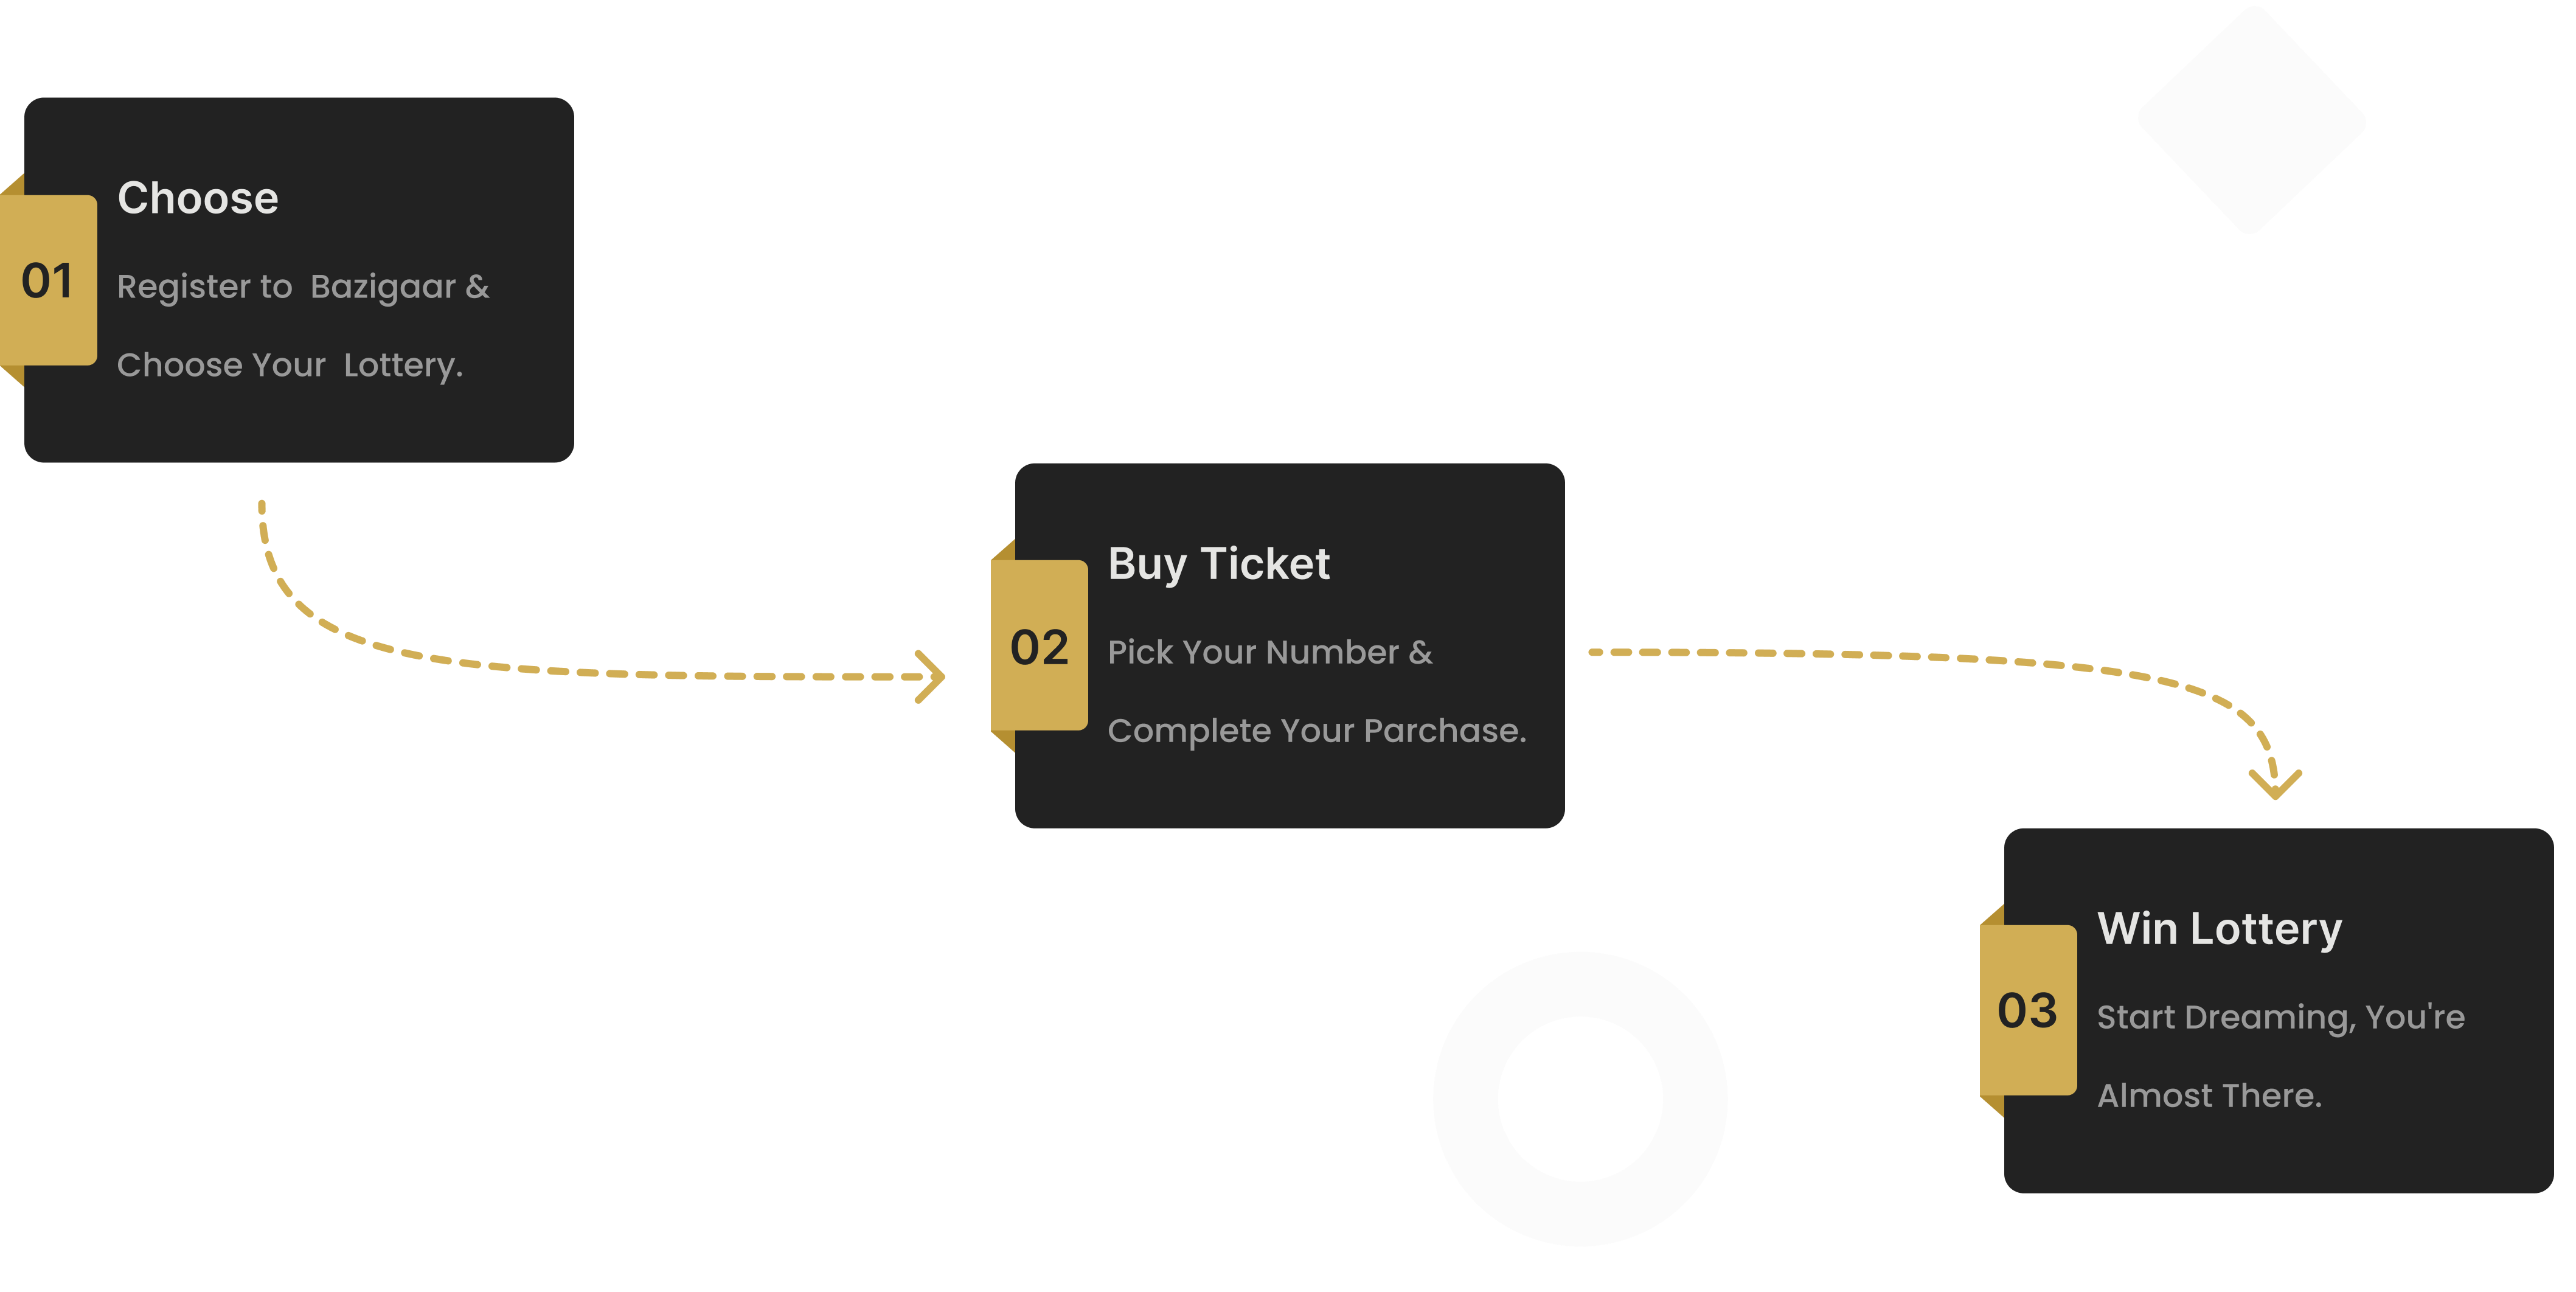 Choose
01
Register to  Bazigaar &
Choose Your  Lottery.
Buy Ticket
02
Pick Your Number &
Complete Your Parchase.
Win Lottery
03
Start Dreaming, You're
Almost There.